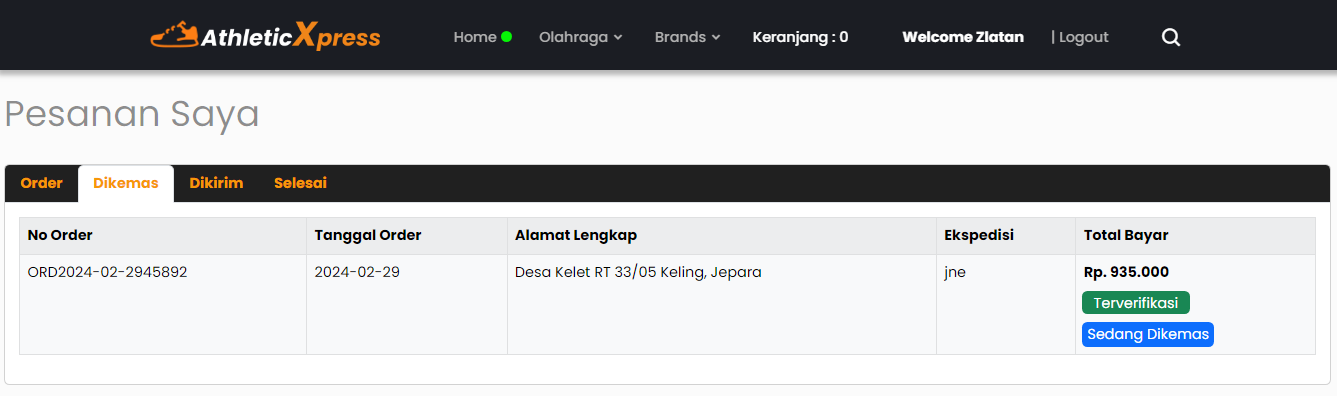 AthleticXpress Home Olahraga Brands Keranjang : 0 Welcome Zlatan | Logout
Pesanan Saya
Order Dikemas Dikirim Selesai
No Order Tanggal Order Alamat Lengkap Ekspedisi Total Bayar
ORD2024-02-2945892 2024-02-29 Desa Kelet RT 33/05 Keling, Jepara jne Rp. 935.000
Terverifikasi
Sedang Dikemas